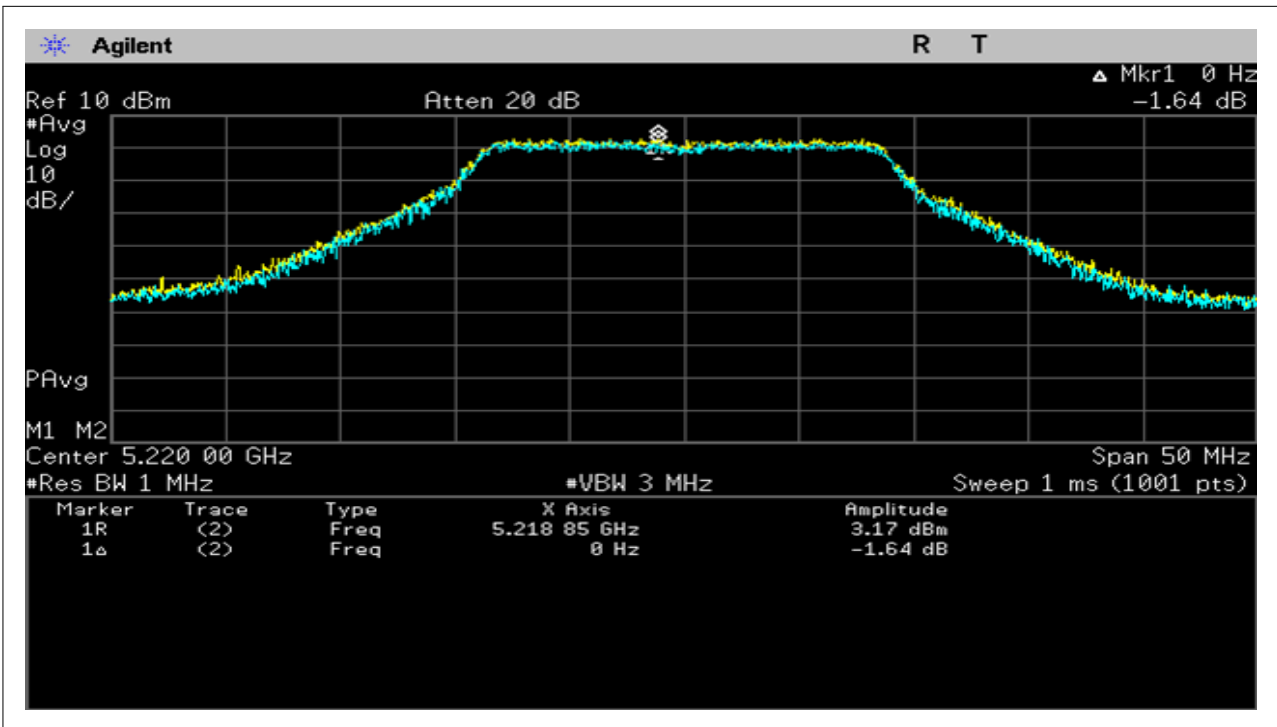 Agilent R T
▵ Mkr1 0 Hz
Ref 10 dBm Atten 20 dB -1.64 dB
#Avg
Log
10
dB/
PAvg
M1 M2
Center 5.220 00 GHz Span 50 MHz
#Res BW 1 MHz #VBW 3 MHz Sweep 1 ms (1001 pts)
Marker Trace Type X Axis Amplitude
1R (2) Freq 5.218 85 GHz 3.17 dBm
1▵ (2) Freq 0 Hz -1.64 dB